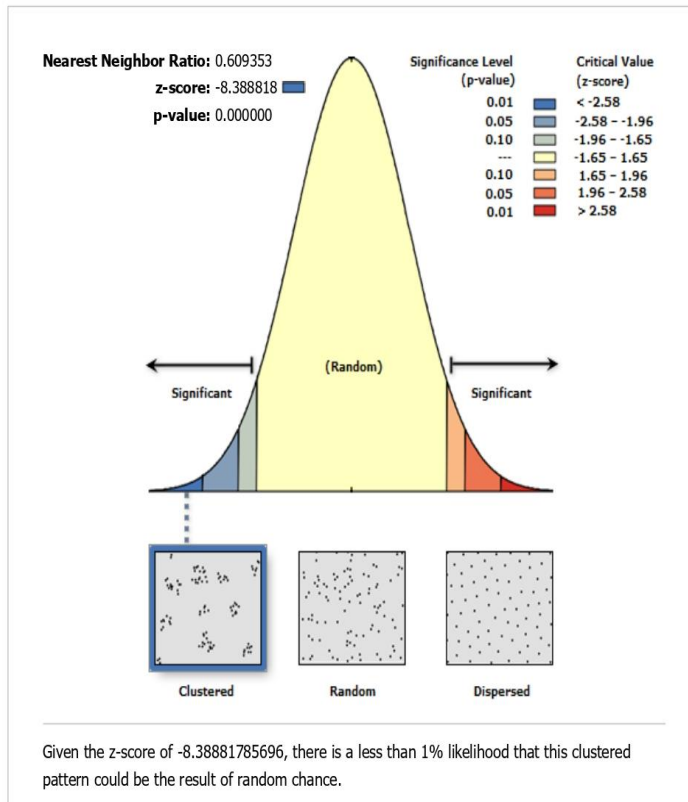 Nearest Neighbor Ratio: 0.609353
z-score: -8.388818
p-value: 0.000000
Significance Level Critical Value
(p-value) (z-score)
0.01 < -2.58
0.05 -2.58 – -1.96
0.10 -1.96 – -1.65
--- -1.65 – 1.65
0.10 1.65 – 1.96
0.05 1.96 – 2.58
0.01 > 2.58
(Random)
Significant Significant
Clustered Random Dispersed
Given the z-score of -8.38881785696, there is a less than 1% likelihood that this clustered
pattern could be the result of random chance.